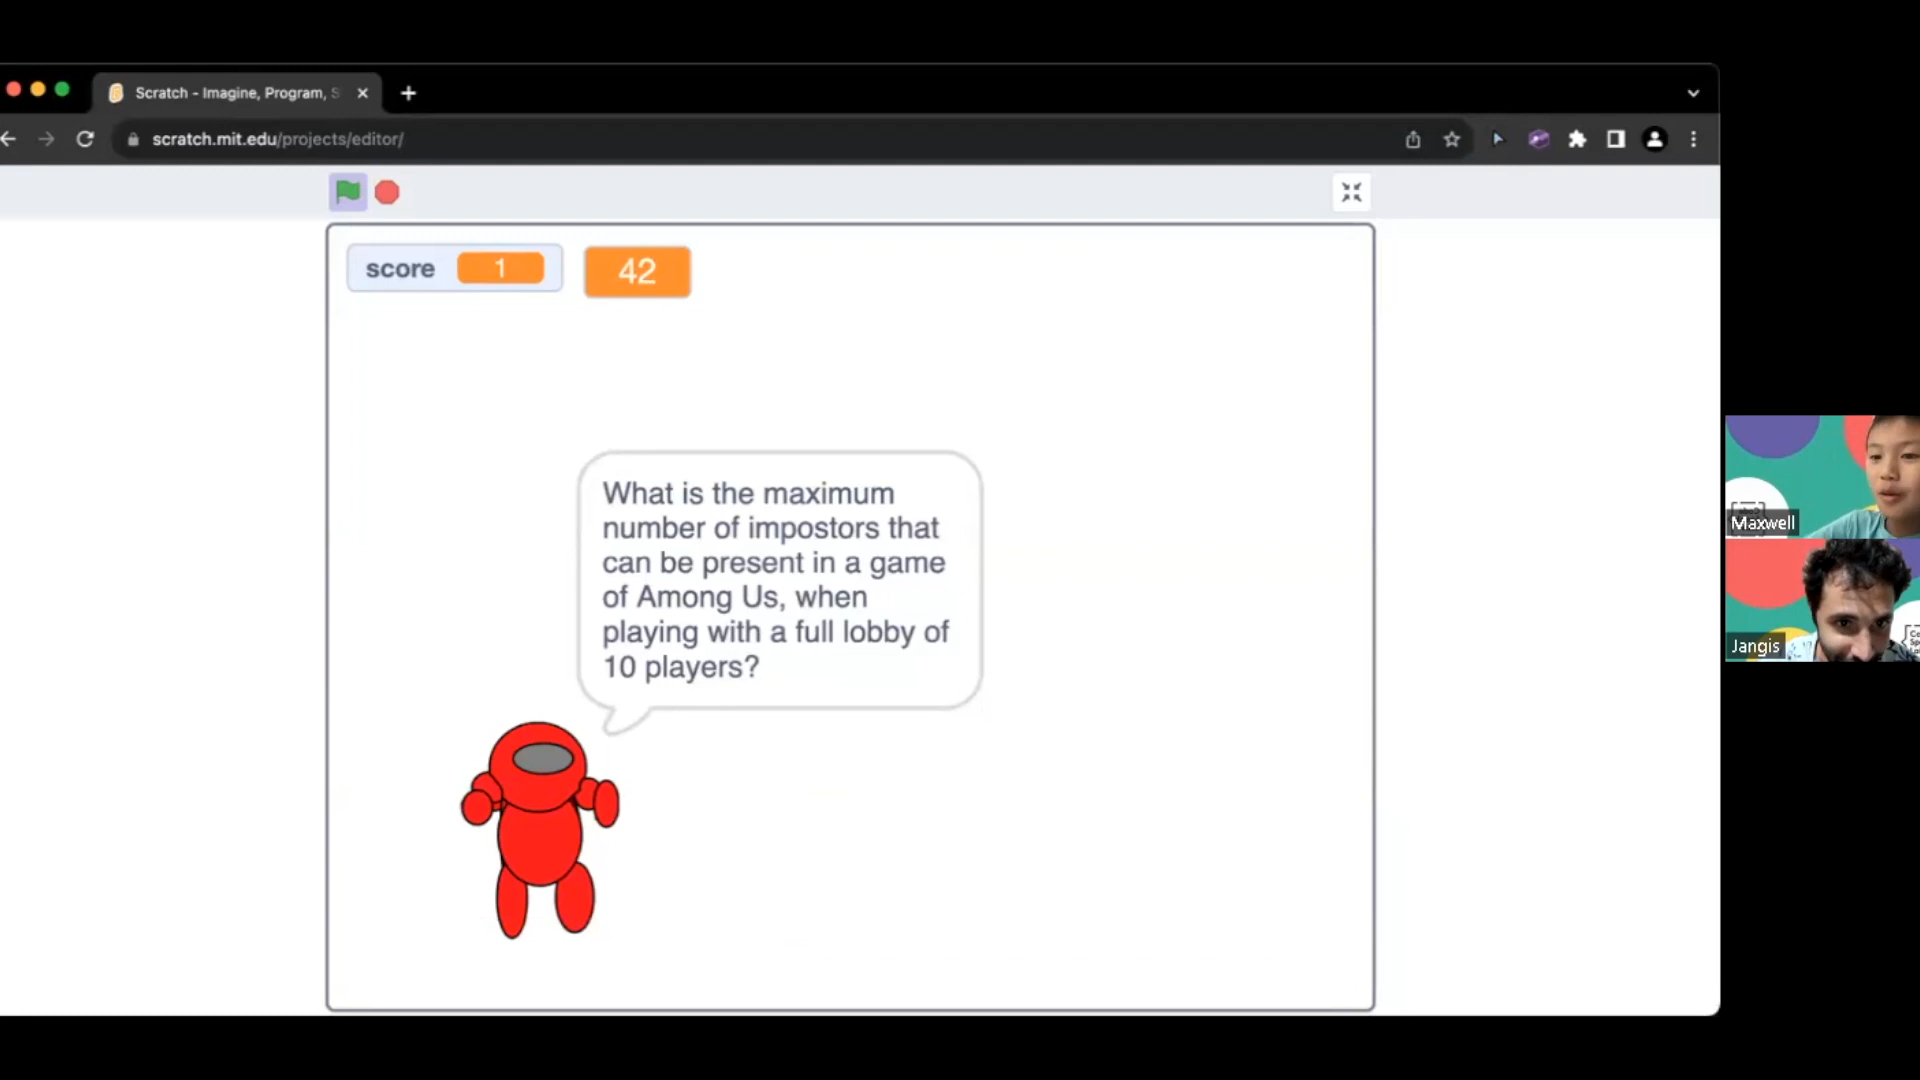 Scratch - Imagine, Program, S
scratch.mit.edu/projects/editor/
score 1
42
What is the maximum
number of impostors that
can be present in a game
of Among Us, when
playing with a full lobby of
10 players?
Maxwell
Jangis